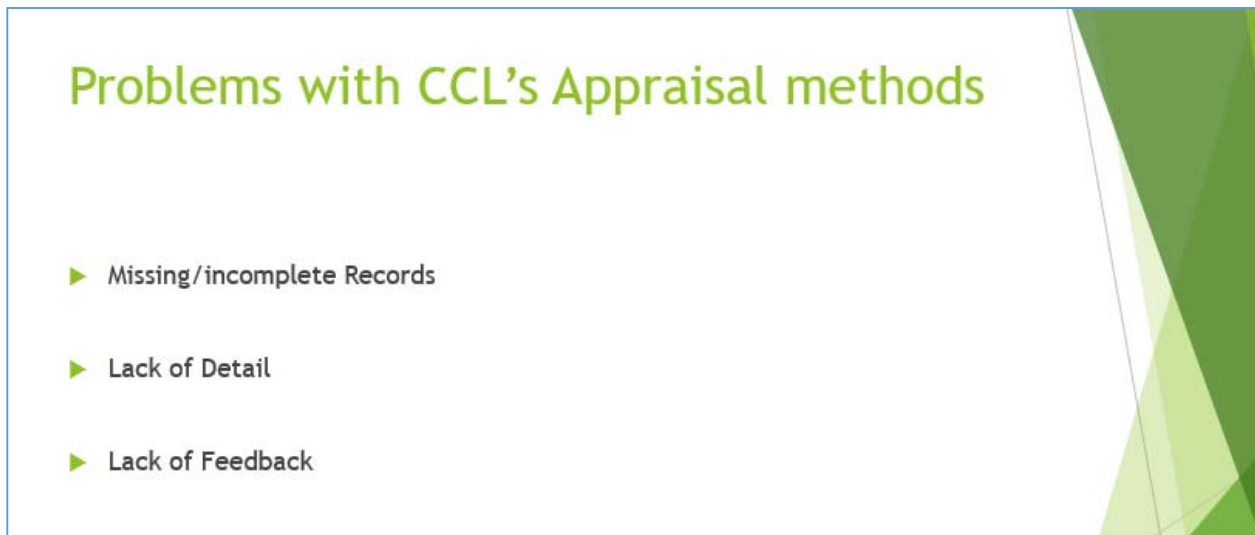 Problems with CCL’s Appraisal methods
Missing/incomplete Records
Lack of Detail
Lack of Feedback